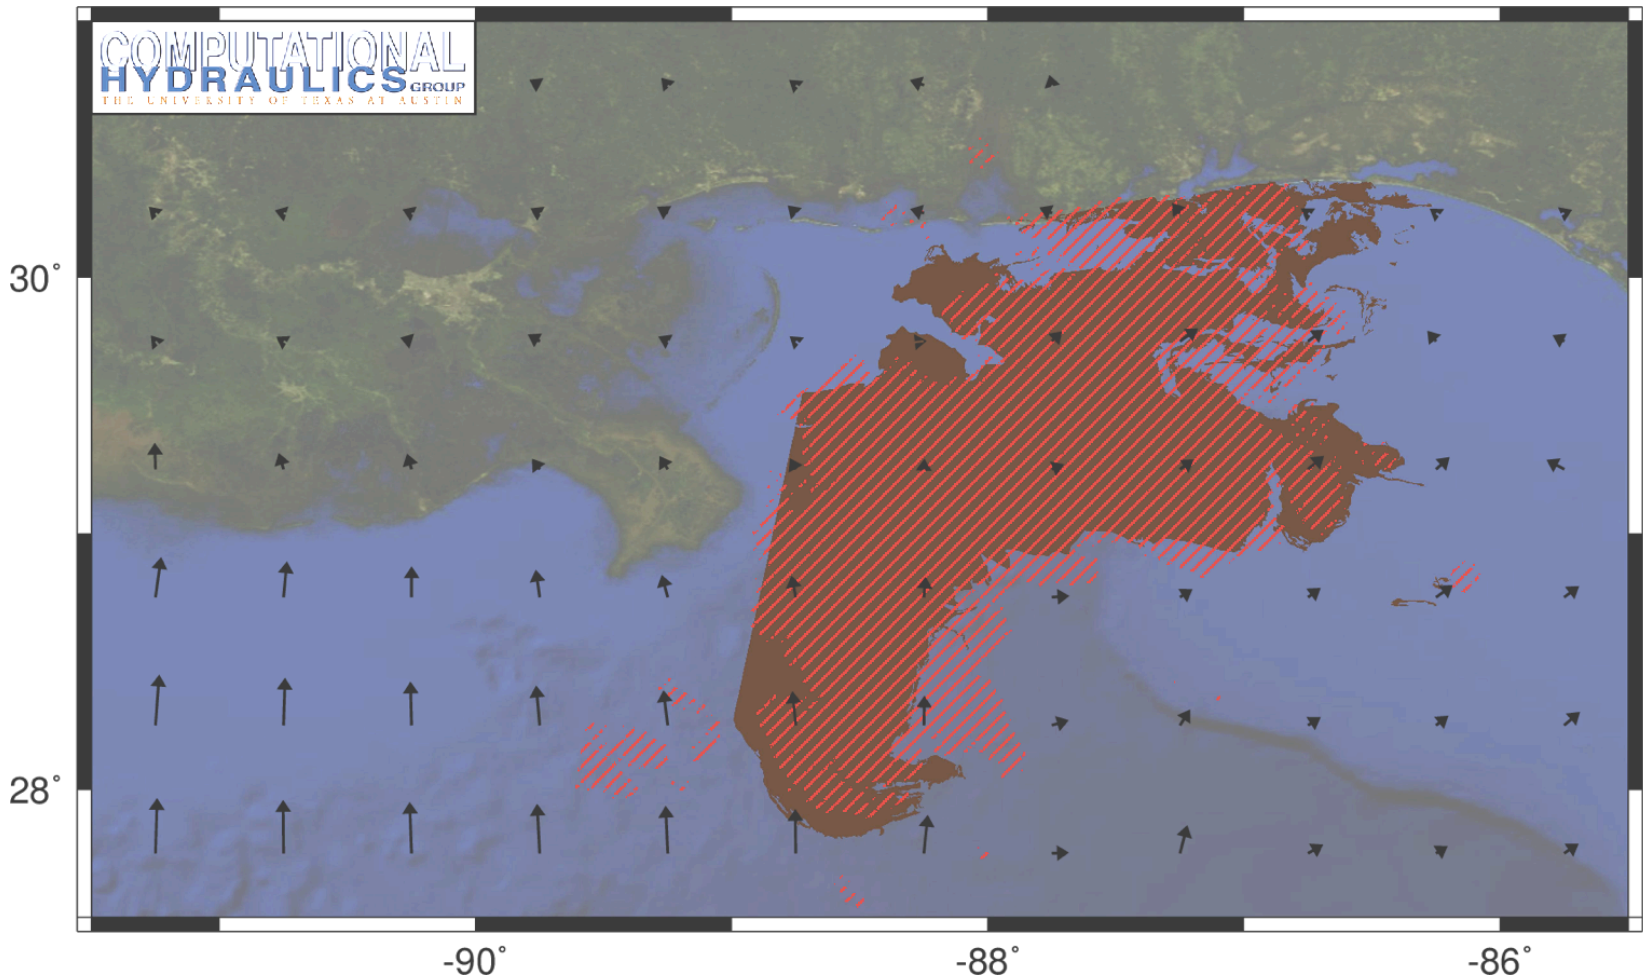 COMPUTATIONAL
HYDRAULICS GROUP
THE UNIVERSITY OF TEXAS AT AUSTIN
30°
28°
-90° -88° -86°